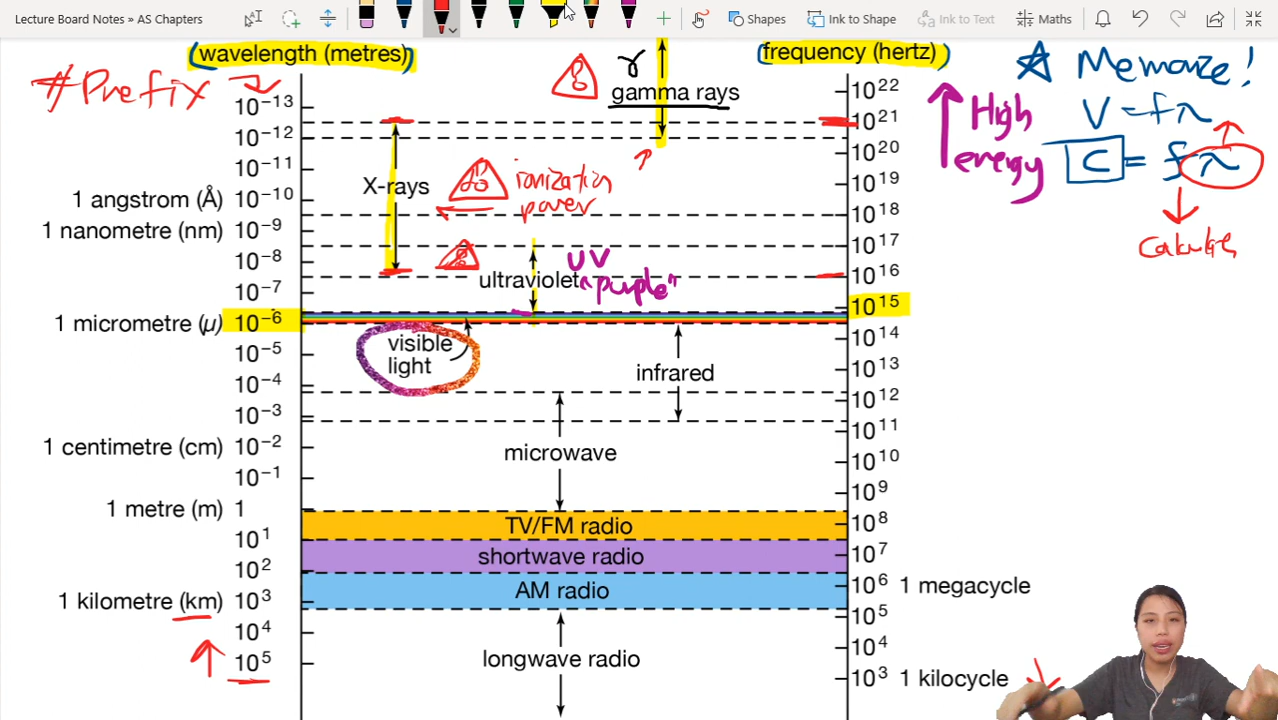 Lecture Board Notes » AS Chapters
Shapes
Ink to Shape
Ink to Text
Maths
wavelength (metres)
frequency (hertz)
#Prefix
γ
gamma rays
Memorize!
V = fλ
C = fλ
Calculate
High
energy
10⁻¹³
10⁻¹²
10⁻¹¹
1 angstrom (Å) 10⁻¹⁰
1 nanometre (nm) 10⁻⁹
10⁻⁸
10⁻⁷
1 micrometre (μ) 10⁻⁶
10⁻⁵
10⁻⁴
10⁻³
1 centimetre (cm) 10⁻²
10⁻¹
1 metre (m) 1
10¹
10²
1 kilometre (km) 10³
10⁴
10⁵
X-rays
ionization
power
ultraviolet
UV
"purple"
visible
light
infrared
microwave
TV/FM radio
shortwave radio
AM radio
longwave radio
10²²
10²¹
10²⁰
10¹⁹
10¹⁸
10¹⁷
10¹⁶
10¹⁵
10¹⁴
10¹³
10¹²
10¹¹
10¹⁰
10⁹
10⁸
10⁷
10⁶ 1 megacycle
10⁵
10⁴
10³ 1 kilocycle